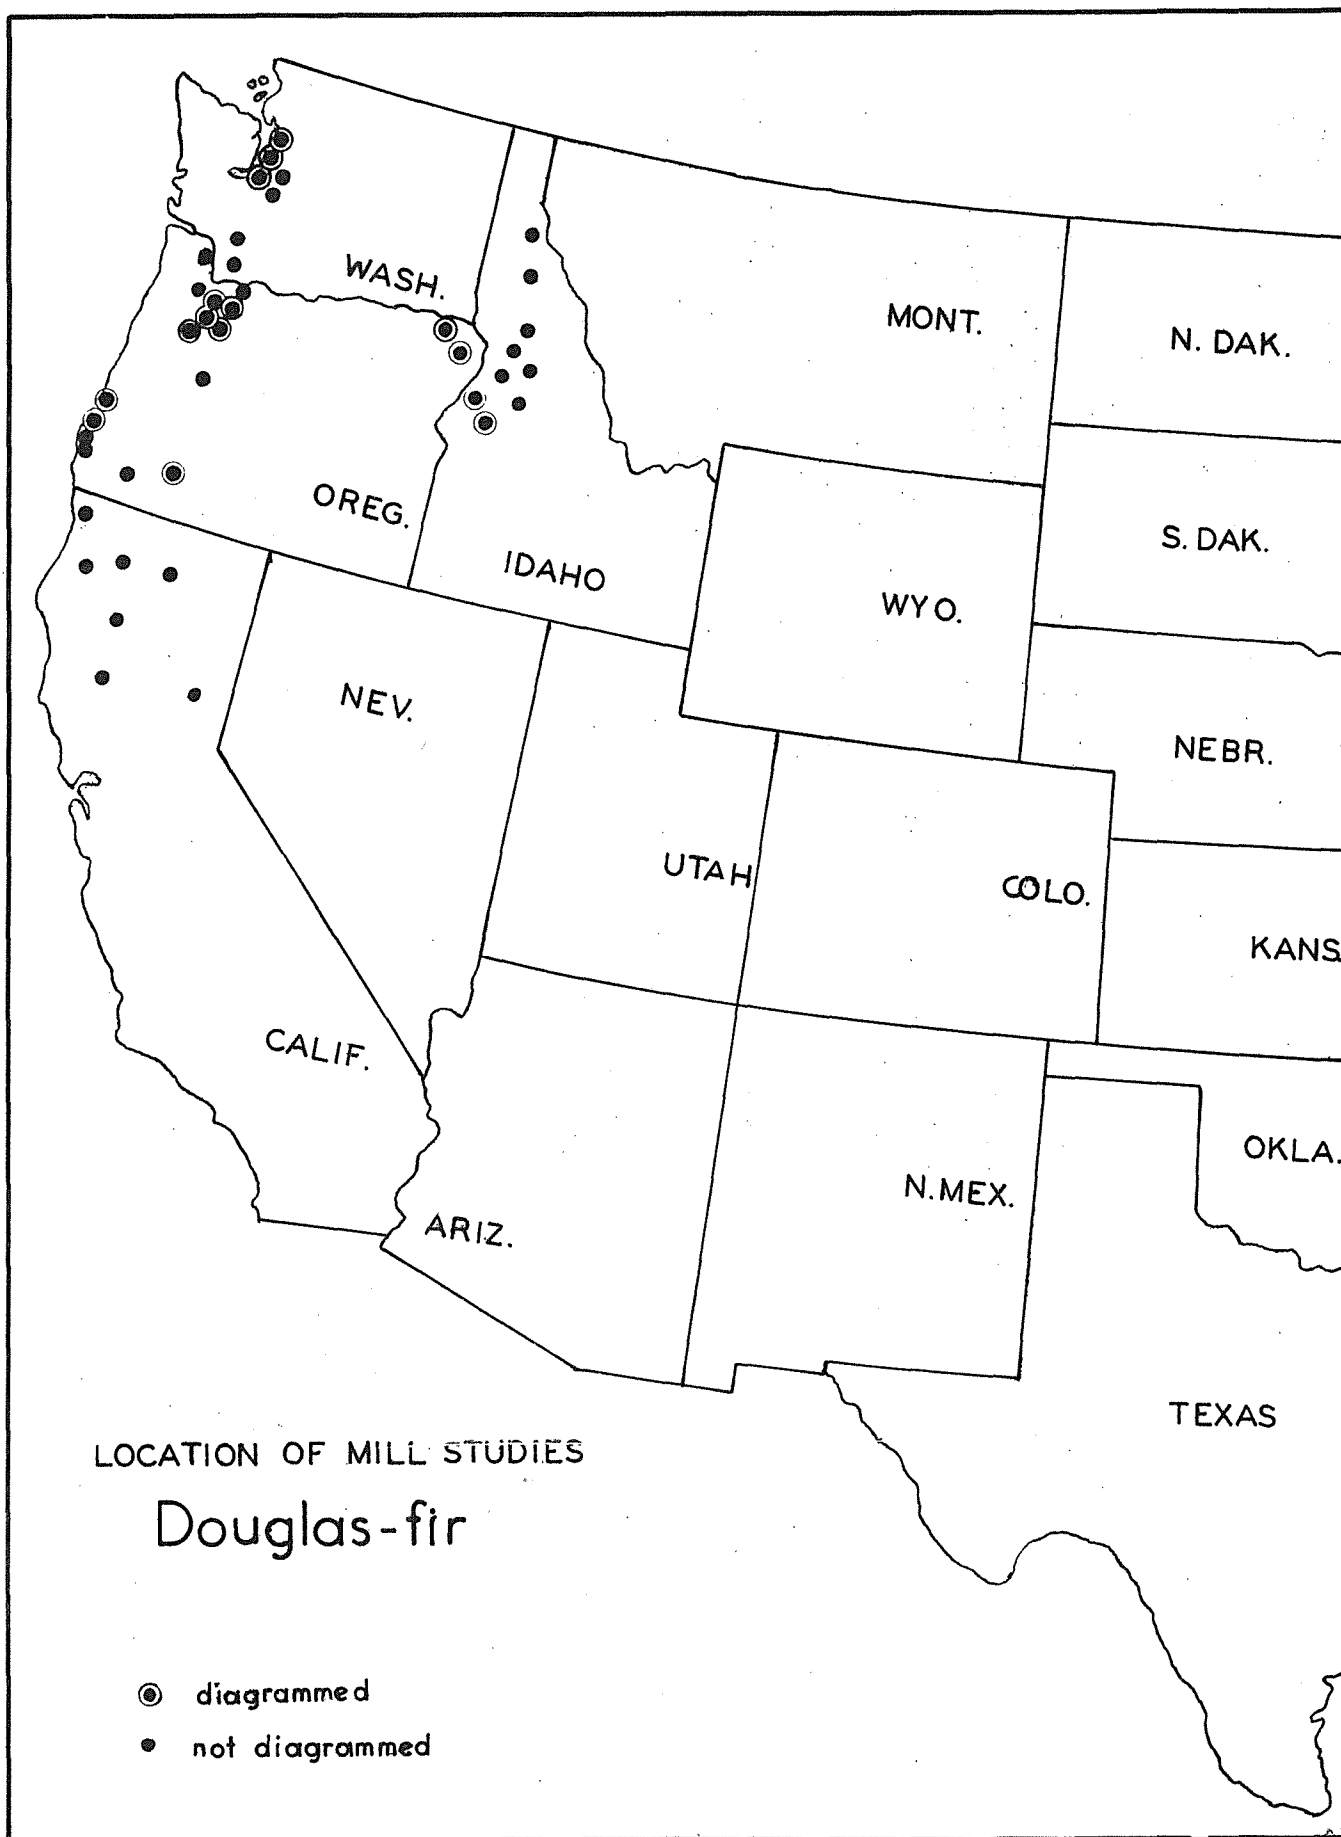 WASH.
MONT.
N. DAK.
OREG.
IDAHO
WYO.
S. DAK.
NEV.
NEBR.
UTAH
COLO.
KANS.
CALIF.
ARIZ.
N. MEX.
OKLA.
TEXAS
LOCATION OF MILL STUDIES
Douglas-fir
diagrammed
not diagrammed